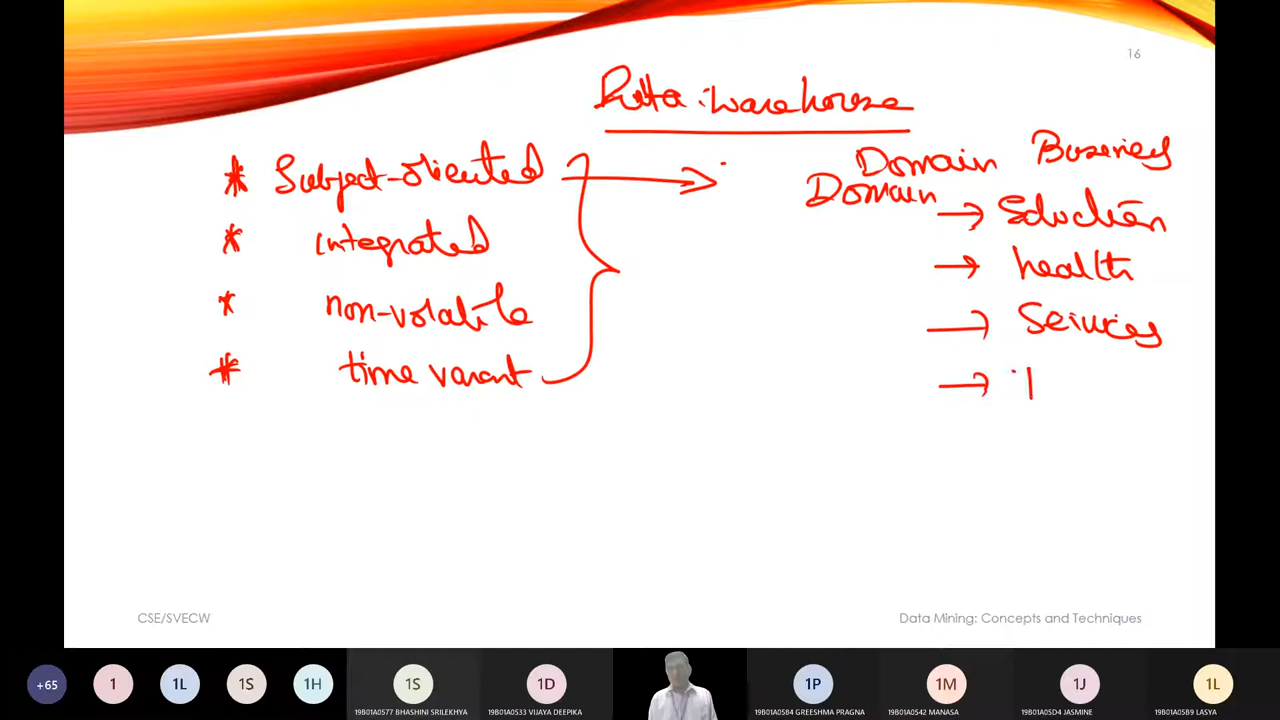 16
Data warehouse
* Subject-oriented
* integrated
* non-volatile
* time variant
Domain Business
Domain
→ Eduction
→ health
→ Services
→
CSE/SVECW
Data Mining: Concepts and Techniques
+65
1
1L
1S
1H
1S
19B01A0577 BHASHINI SRILEKHYA
1D
19B01A0533 VIJAYA DEEPIKA
1P
19B01A05B4 GREESHMA PRAGNA
1M
19B01A0542 MANASA
1J
19B01A05D4 JASMINE
1L
19B01A05B9 LASYA